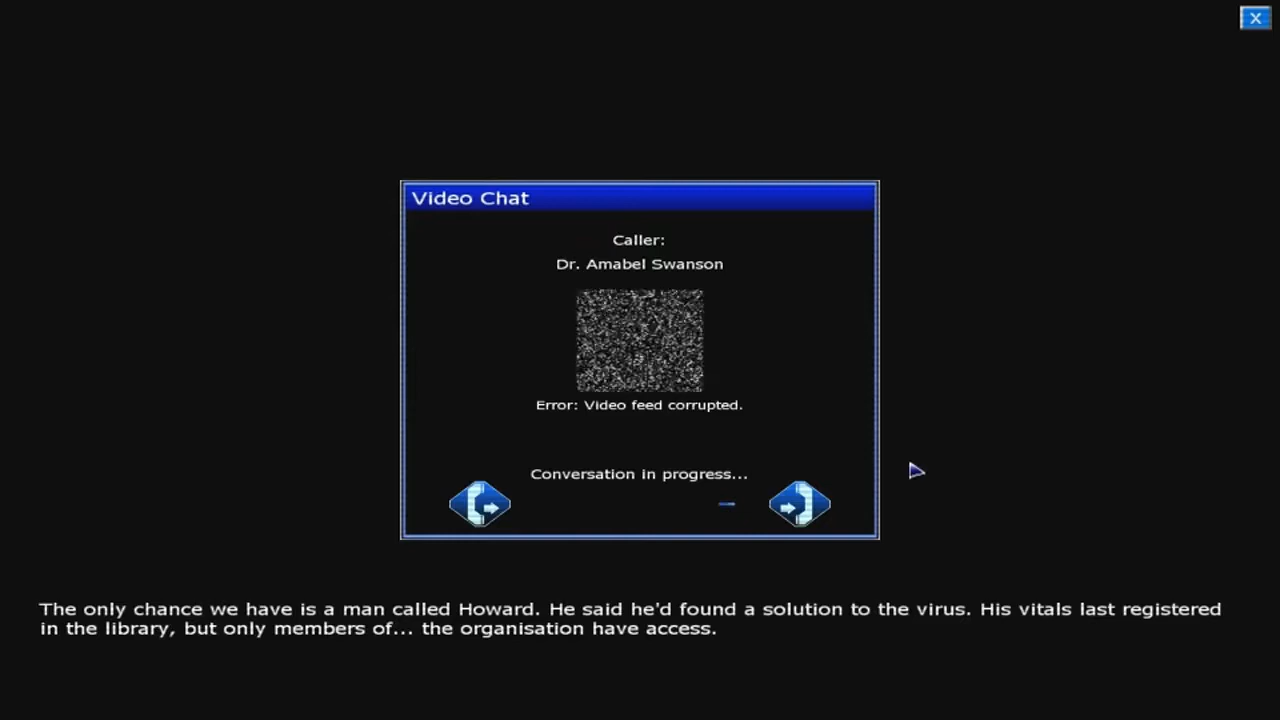 X
Video Chat
Caller:
Dr. Amabel Swanson
Error: Video feed corrupted.
Conversation in progress...
The only chance we have is a man called Howard. He said he'd found a solution to the virus. His vitals last registered
in the library, but only members of... the organisation have access.